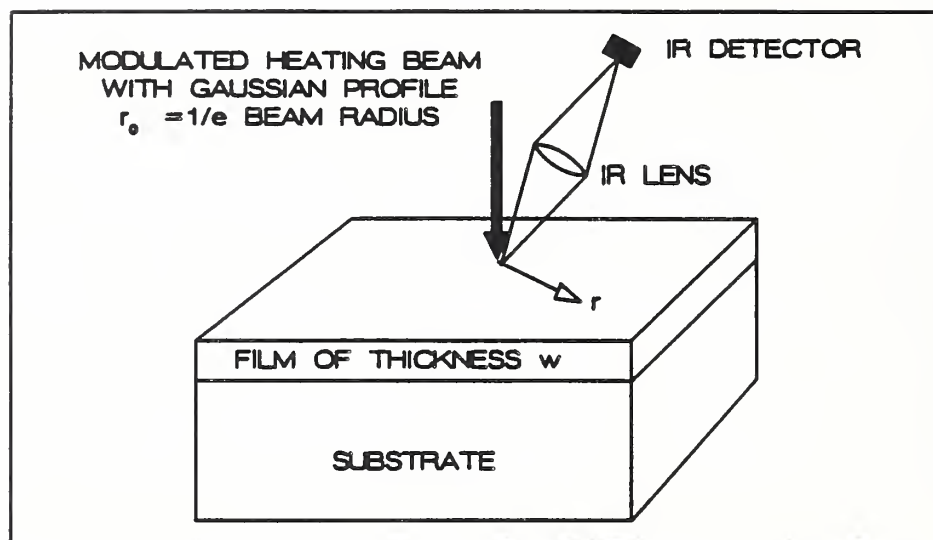 MODULATED HEATING BEAM
WITH GAUSSIAN PROFILE
r₀ =1/e BEAM RADIUS
IR DETECTOR
IR LENS
r
FILM OF THICKNESS w
SUBSTRATE